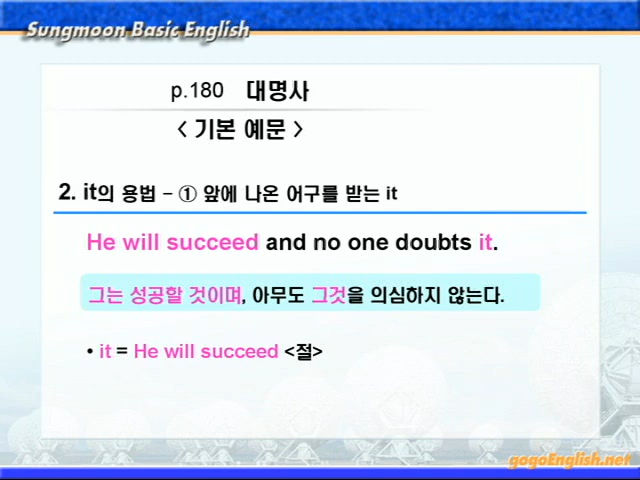 Sungmoon Basic English
p.180 대명사
< 기본 예문 >
2. it의 용법 - ① 앞에 나온 어구를 받는 it
He will succeed and no one doubts it.
그는 성공할 것이며, 아무도 그것을 의심하지 않는다.
• it = He will succeed <절>
gogoEnglish.net